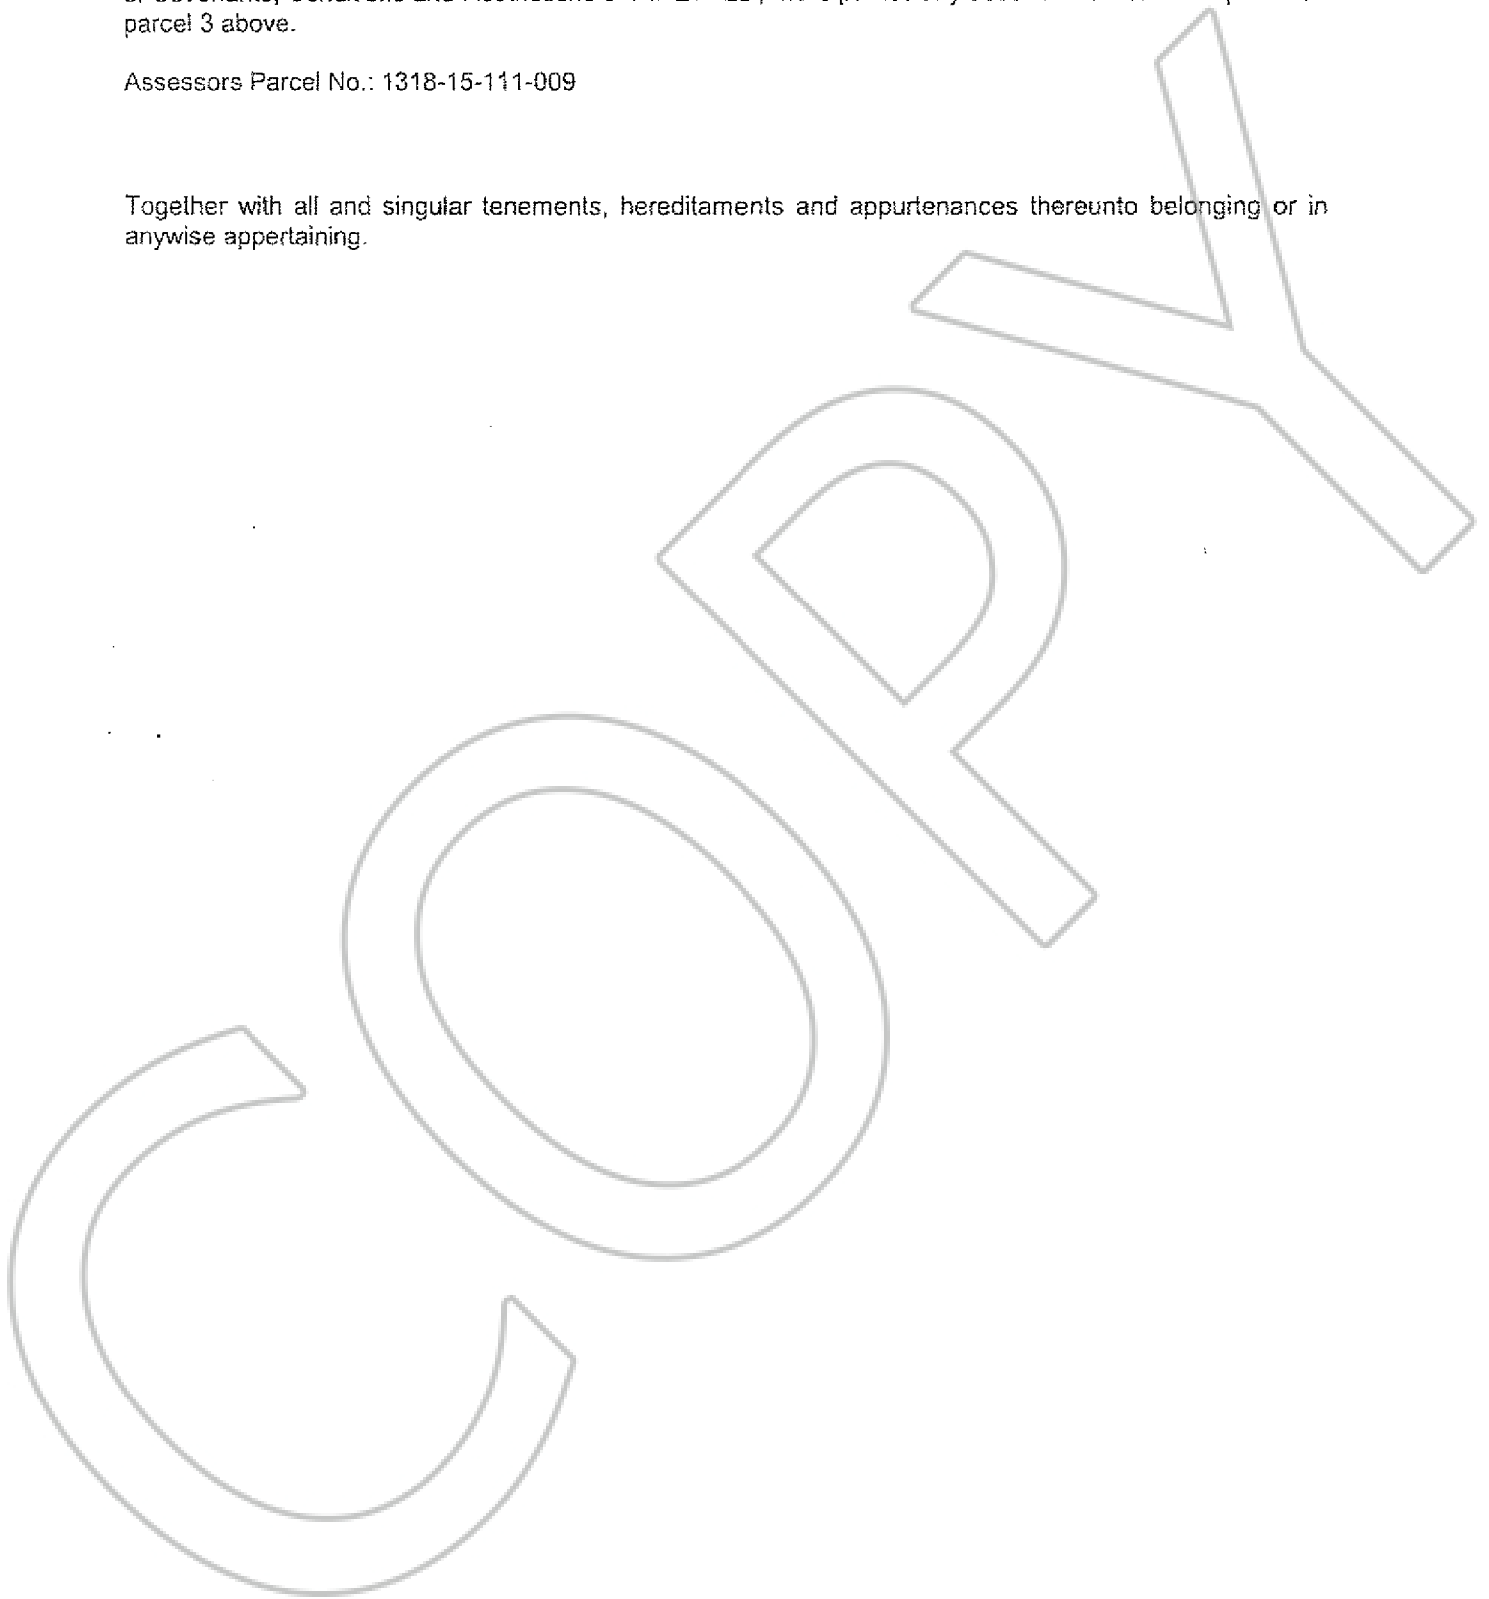 Covenants,
parcel 3 above.
Assessors Parcel No.: 1318-15-111-009
Together with all and singular tenements, hereditaments and appurtenances thereunto belonging or in
anywise appertaining.
COPY